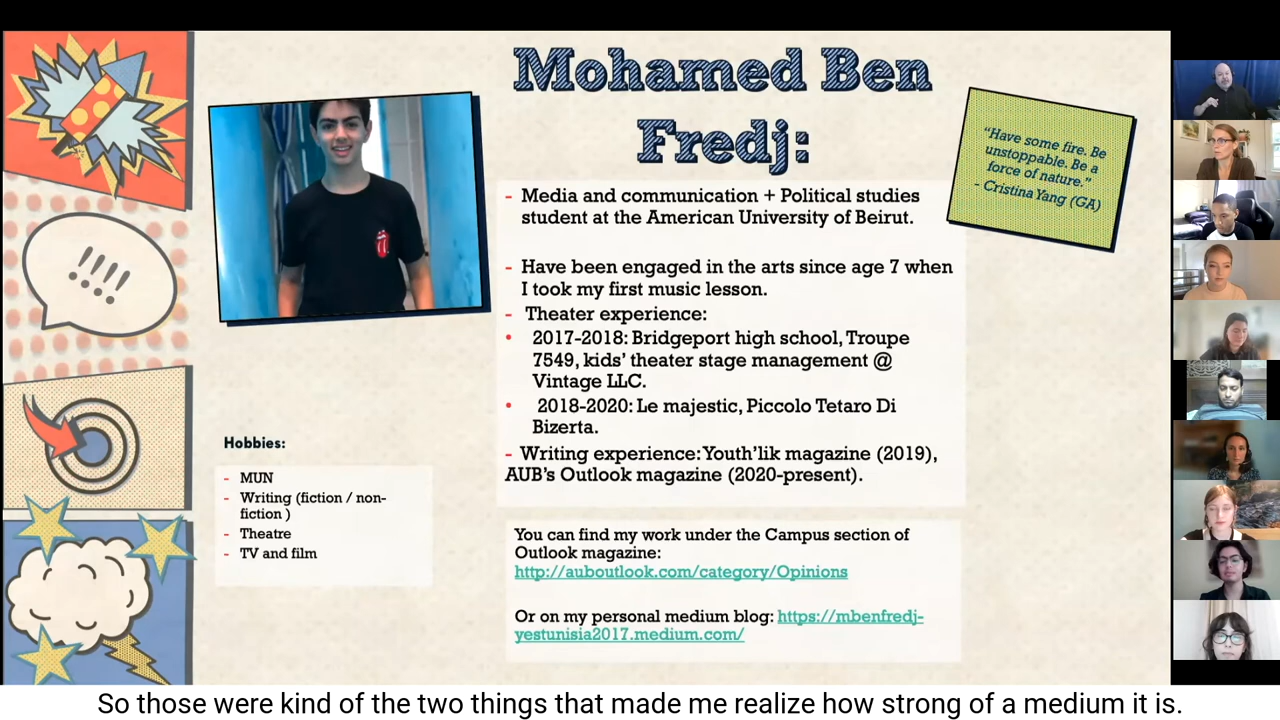 Mohamed Ben
Fredj:
“Have some fire. Be
unstoppable. Be a
force of nature.”
- Cristina Yang (GA)
- Media and communication + Political studies
student at the American University of Beirut.
- Have been engaged in the arts since age 7 when
I took my first music lesson.
- Theater experience:
• 2017-2018: Bridgeport high school, Troupe
7549, kids’ theater stage management @
Vintage LLC.
• 2018-2020: Le majestic, Piccolo Tetaro Di
Bizerta.
- Writing experience: Youth’lik magazine (2019),
AUB’s Outlook magazine (2020-present).
!!!!
Hobbies:
- MUN
- Writing (fiction / non-
fiction )
- Theatre
- TV and film
You can find my work under the Campus section of
Outlook magazine:
http://auboutlook.com/category/Opinions
Or on my personal medium blog: https://mbenfredj-
yestunisia2017.medium.com/
So those were kind of the two things that made me realize how strong of a medium it is.